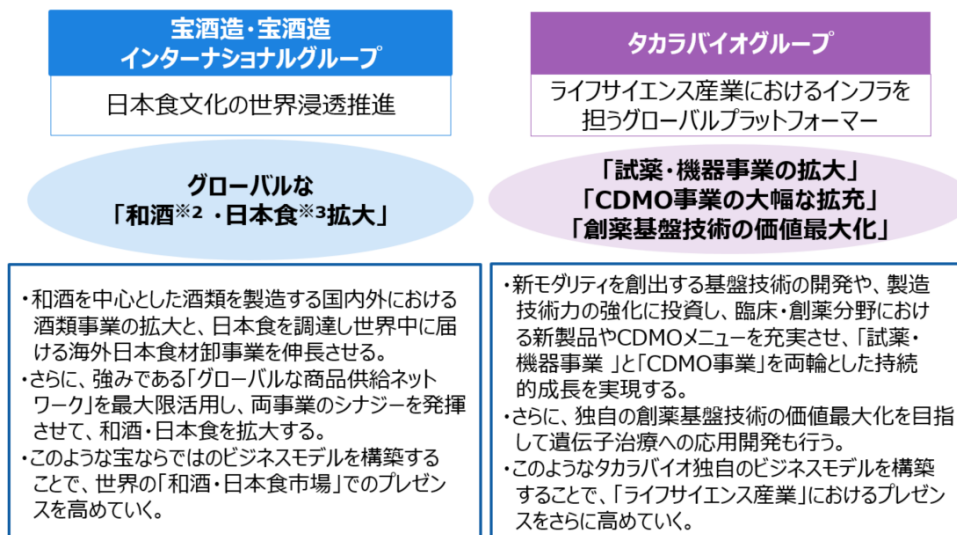 宝酒造・宝酒造
インターナショナルグループ
日本食文化の世界浸透推進
グローバルな
「和酒※2 ・日本食※3拡大」
・和酒を中心とした酒類を製造する国内外における
酒類事業の拡大と、日本食を調達し世界中に届
ける海外日本食材卸事業を伸長させる。
・さらに、強みである「グローバルな商品供給ネット
ワーク」を最大限活用し、両事業のシナジーを発揮
させて、和酒・日本食を拡大する。
・このような宝ならではのビジネスモデルを構築する
ことで、世界の「和酒・日本食市場」でのプレゼン
スを高めていく。
タカラバイオグループ
ライフサイエンス産業におけるインフラを
担うグローバルプラットフォーマー
「試薬・機器事業の拡大」
「CDMO事業の大幅な拡充」
「創薬基盤技術の価値最大化」
・新モダリティを創出する基盤技術の開発や、製造
技術力の強化に投資し、臨床・創薬分野におけ
る新製品やCDMOメニューを充実させ、「試薬・
機器事業 」と「CDMO事業」を両輪とした持続
的成長を実現する。
・さらに、独自の創薬基盤技術の価値最大化を目指
して遺伝子治療への応用開発も行う。
・このようなタカラバイオ独自のビジネスモデルを構築
することで、「ライフサイエンス産業」におけるプレゼン
スをさらに高めていく。